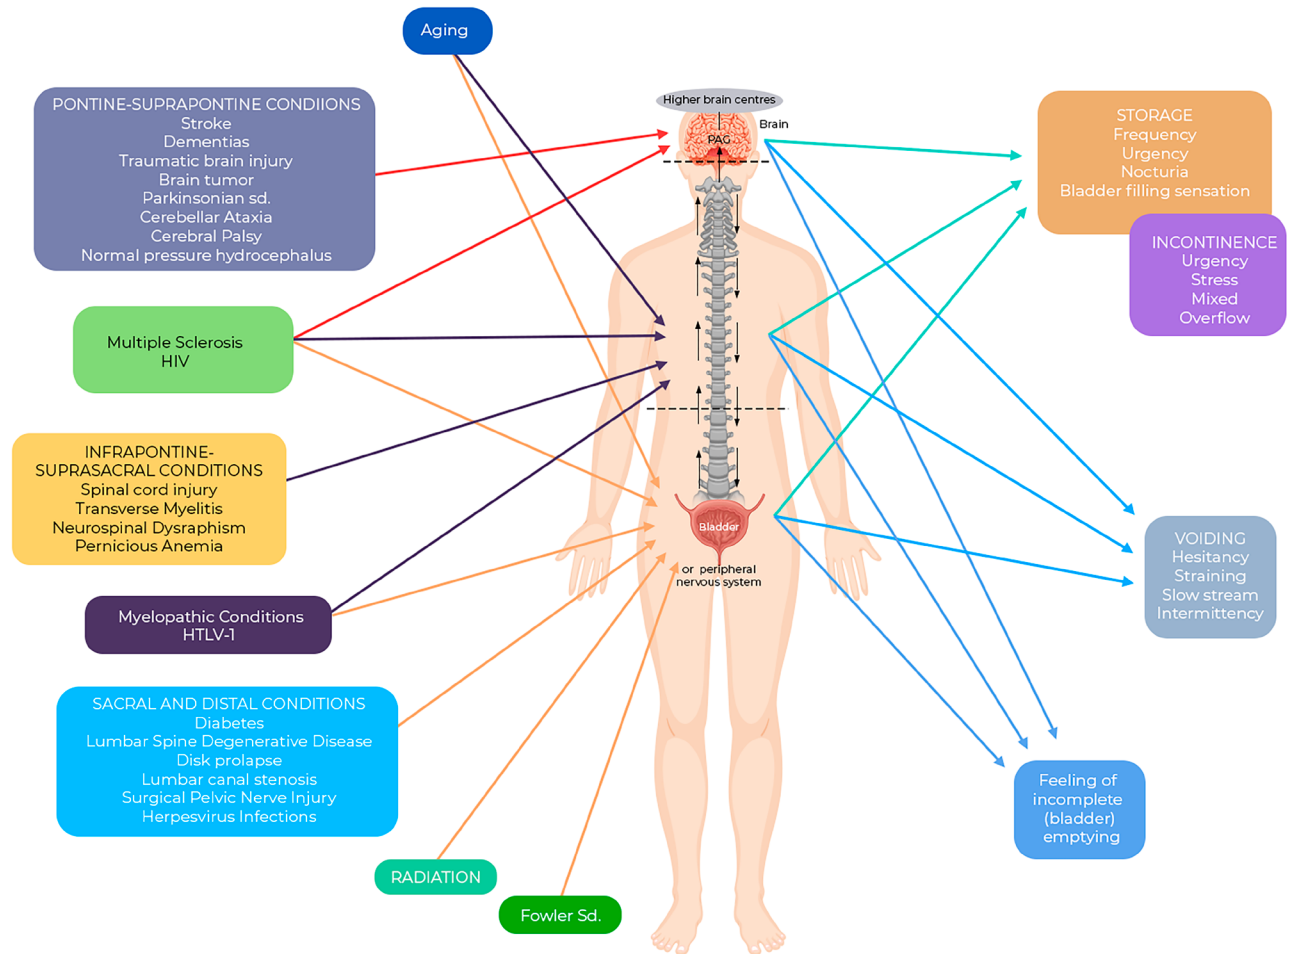 Aging
PONTINE-SUPRAPONTINE CONDIIONS
Stroke
Dementias
Traumatic brain injury
Brain tumor
Parkinsonian sd.
Cerebellar Ataxia
Cerebral Palsy
Normal pressure hydrocephalus
Multiple Sclerosis
HIV
INFRAPONTINE-
SUPRASACRAL CONDITIONS
Spinal cord injury
Transverse Myelitis
Neurospinal Dysraphism
Pernicious Anemia
Myelopathic Conditions
HTLV-1
SACRAL AND DISTAL CONDITIONS
Diabetes
Lumbar Spine Degenerative Disease
Disk prolapse
Lumbar canal stenosis
Surgical Pelvic Nerve Injury
Herpesvirus Infections
RADIATION
Fowler Sd.
Higher brain centres
Brain
PAG
Bladder
or peripheral
nervous system
STORAGE
Frequency
Urgency
Nocturia
Bladder filling sensation
INCONTINENCE
Urgency
Stress
Mixed
Overflow
VOIDING
Hesitancy
Straining
Slow stream
Intermittency
Feeling of
incomplete
(bladder)
emptying